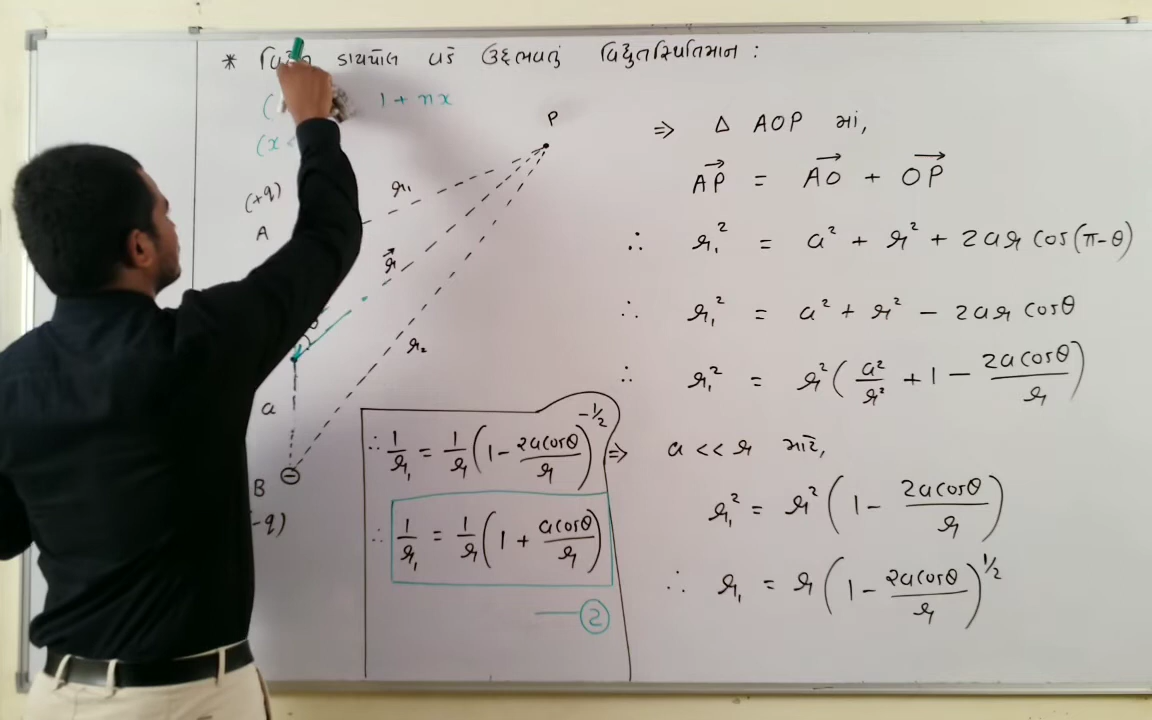 * ડાયપોલ વડે ઉદ્દભવતું વિદ્યુતસ્થિતિમાન :
( 1 + nx
(x <
P
(+q)
A
r₁
r⃗
r₂
a
B ⊖
-q)
⇒ Δ AOP માં,
AP⃗ = AO⃗ + OP⃗
∴ r₁² = a² + r² + 2ar cos(π-θ)
∴ r₁² = a² + r² - 2ar cosθ
∴ r₁² = r² (a²/r² + 1 - 2acosθ/r)
⇒ a << r માટે,
r₁² = r² (1 - 2acosθ/r)
∴ r₁ = r (1 - 2acosθ/r)^1/2
∴ 1/r₁ = 1/r (1 - 2acosθ/r)^-1/2
∴ 1/r₁ = 1/r (1 + acosθ/r)
— ②